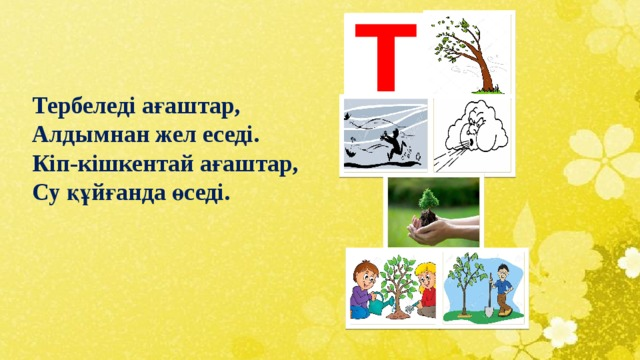 Тербеледі ағаштар,
Алдымнан жел еседі.
Кіп-кішкентай ағаштар,
Су құйғанда өседі.
Т